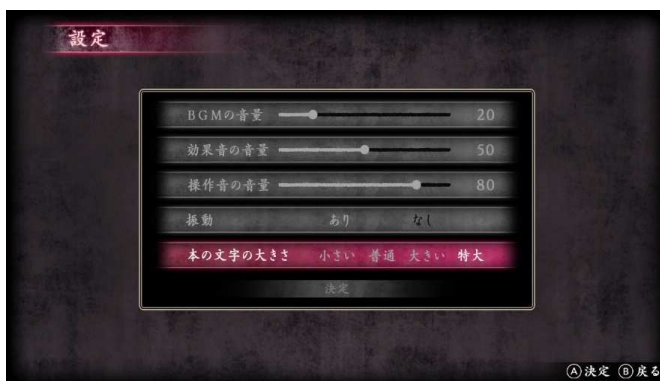 設定
BGMの音量 20
効果音の音量 50
操作音の音量 80
振動 あり なし
本の文字の大きさ 小さい 普通 大きい 特大
決定
Ⓐ決定 Ⓑ戻る